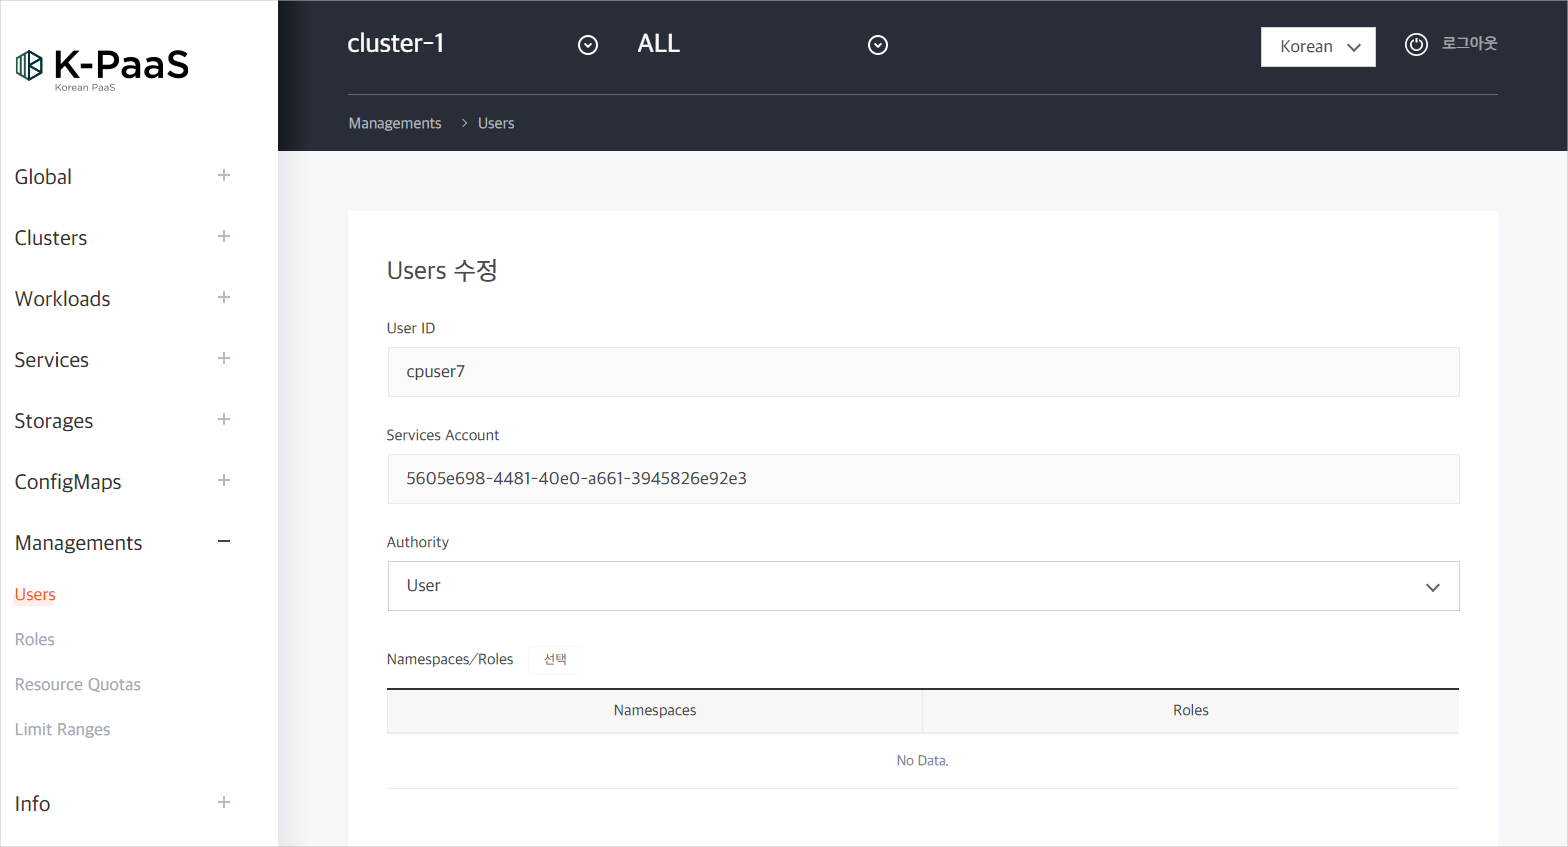 K-PaaS
Korean PaaS
cluster-1
ALL
Korean
로그아웃
Managements > Users
Global
Clusters
Workloads
Services
Storages
ConfigMaps
Managements
Users
Roles
Resource Quotas
Limit Ranges
Info
Users 수정
User ID
cpuser7
Services Account
5605e698-4481-40e0-a661-3945826e92e3
Authority
User
Namespaces/Roles 선택
Namespaces Roles
No Data.